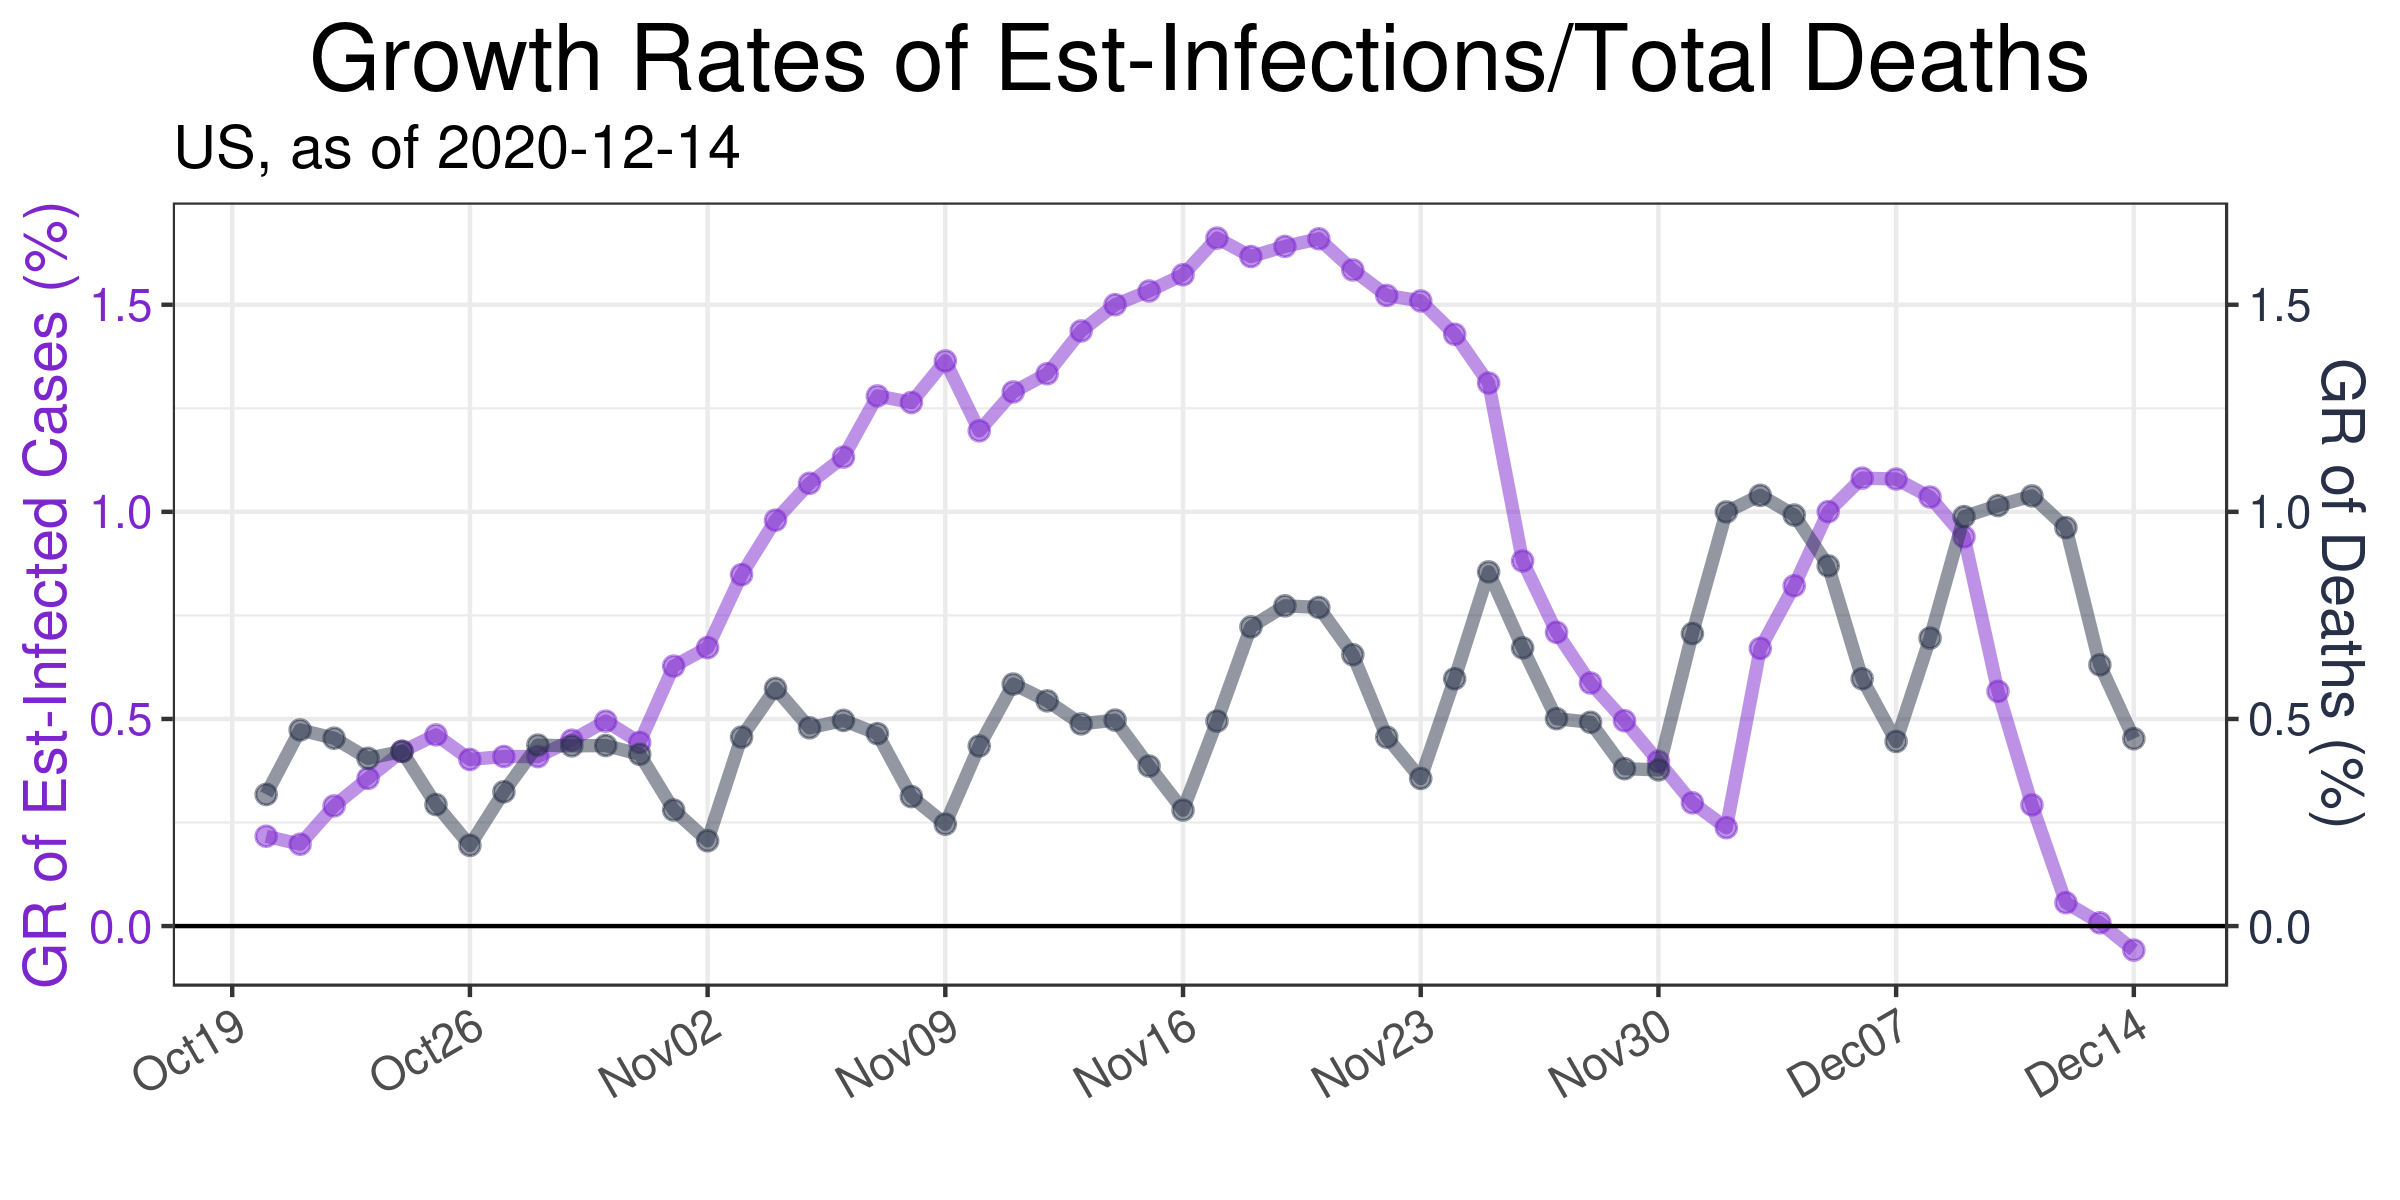 Growth Rates of Est-Infections/Total Deaths
US, as of 2020-12-14
GR of Est-Infected Cases (%)
1.5
1.0
0.5
0.0
1.5
1.0
0.5
0.0
GR of Deaths (%)
Oct19
Oct26
Nov02
Nov09
Nov16
Nov23
Nov30
Dec07
Dec14